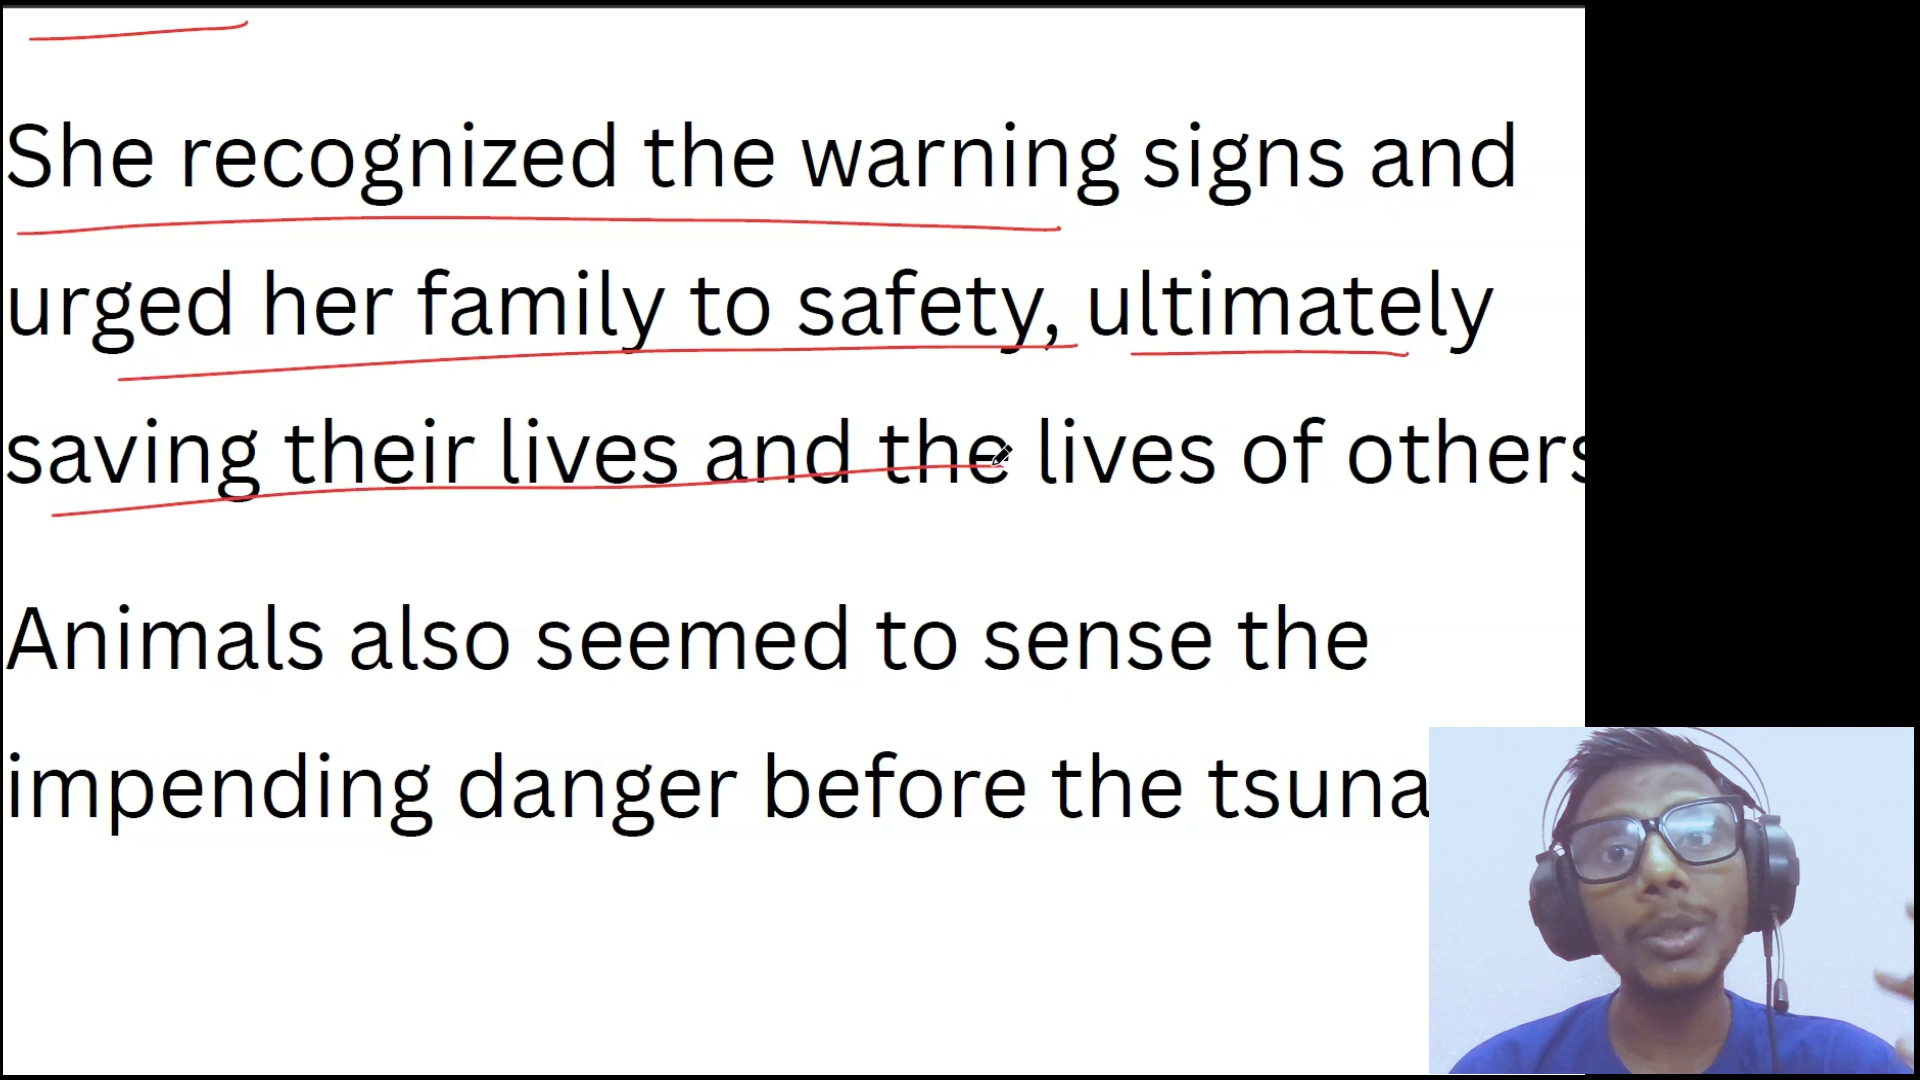 She recognized the warning signs and
urged her family to safety, ultimately
saving their lives and the lives of others
Animals also seemed to sense the
impending danger before the tsuna